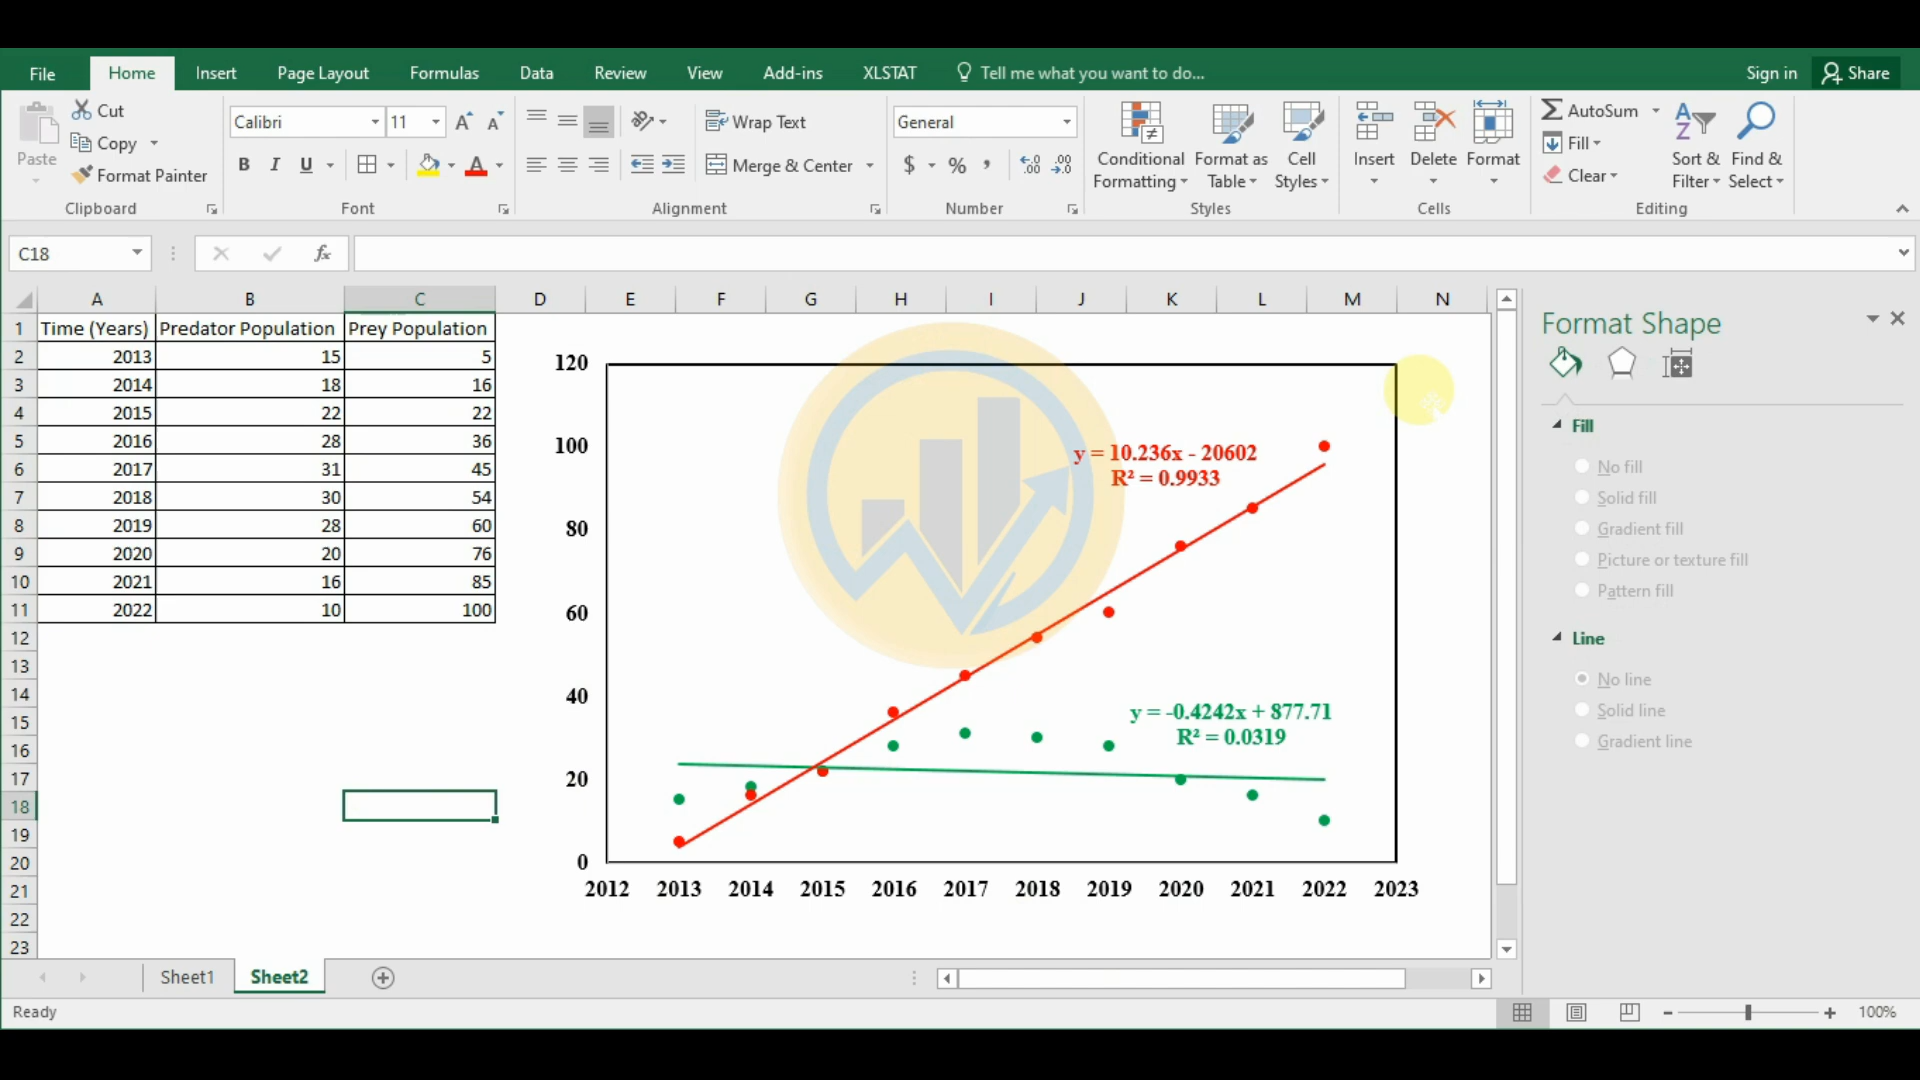 File Home Insert Page Layout Formulas Data Review View Add-ins XLSTAT Tell me what you want to do... Sign in Share
Paste Cut
Copy
Format Painter
Clipboard
Calibri 11 A A
B I U A
Font
Wrap Text
Merge & Center
Alignment
General
$ % , .00 .00
Number
Conditional Formatting Format as Table Cell Styles
Styles
Insert Delete Format
Cells
AutoSum
Fill
Clear
Sort & Filter Find & Select
Editing
C18 fx
A B C D E F G H I J K L M N
1 Time (Years) Predator Population Prey Population
2 2013 15 5
3 2014 18 16
4 2015 22 22
5 2016 28 36
6 2017 31 45
7 2018 30 54
8 2019 28 60
9 2020 20 76
10 2021 16 85
11 2022 10 100
12
13
14
15
16
17
18
19
20
21
22
23
120
100
80
60
40
20
0
y = 10.236x - 20602
R² = 0.9933
y = -0.4242x + 877.71
R² = 0.0319
2012 2013 2014 2015 2016 2017 2018 2019 2020 2021 2022 2023
Format Shape
Fill
No fill
Solid fill
Gradient fill
Picture or texture fill
Pattern fill
Line
No line
Solid line
Gradient line
Sheet1 Sheet2
Ready 100%